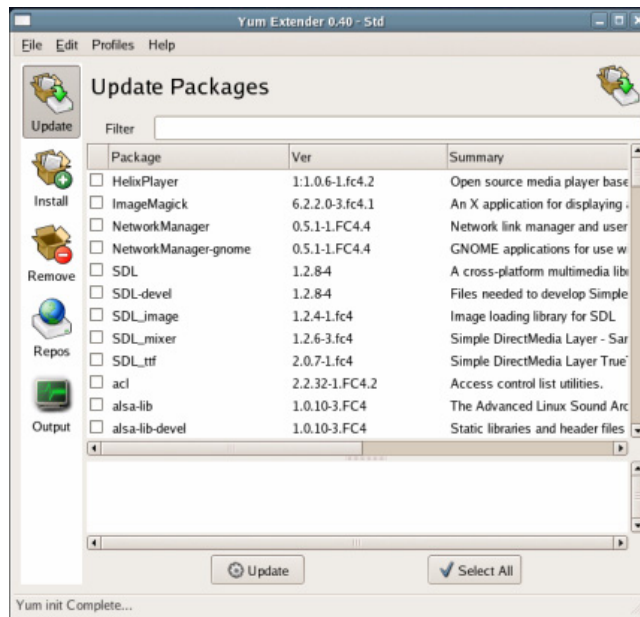 Yum Extender 0.40 - Std
File Edit Profiles Help
Update Packages
Update
Filter
Package Ver Summary
HelixPlayer 1:1.0.6-1.fc4.2 Open source media player base
ImageMagick 6.2.2.0-3.fc4.1 An X application for displaying
Install
NetworkManager 0.5.1-1.FC4.4 Network link manager and user
NetworkManager-gnome 0.5.1-1.FC4.4 GNOME applications for use
SDL 1.2.8-4 A cross-platform multimedia
Remove
SDL-devel 1.2.8-4 Files needed to develop Simple
SDL_image 1.2.4-1.fc4 Image loading library for SDL
SDL_mixer 1.2.6-3.fc4 Simple DirectMedia Layer -
Repos
SDL_ttf 2.0.7-1.fc4 Simple DirectMedia Layer True
acl 2.2.32-1.FC4.2 Access control list utilities.
alsa-lib 1.0.10-3.FC4 The Advanced Linux Sound Arc
Output
alsa-lib-devel 1.0.10-3.FC4 Static libraries and header files
Update Select All
Yum init Complete...